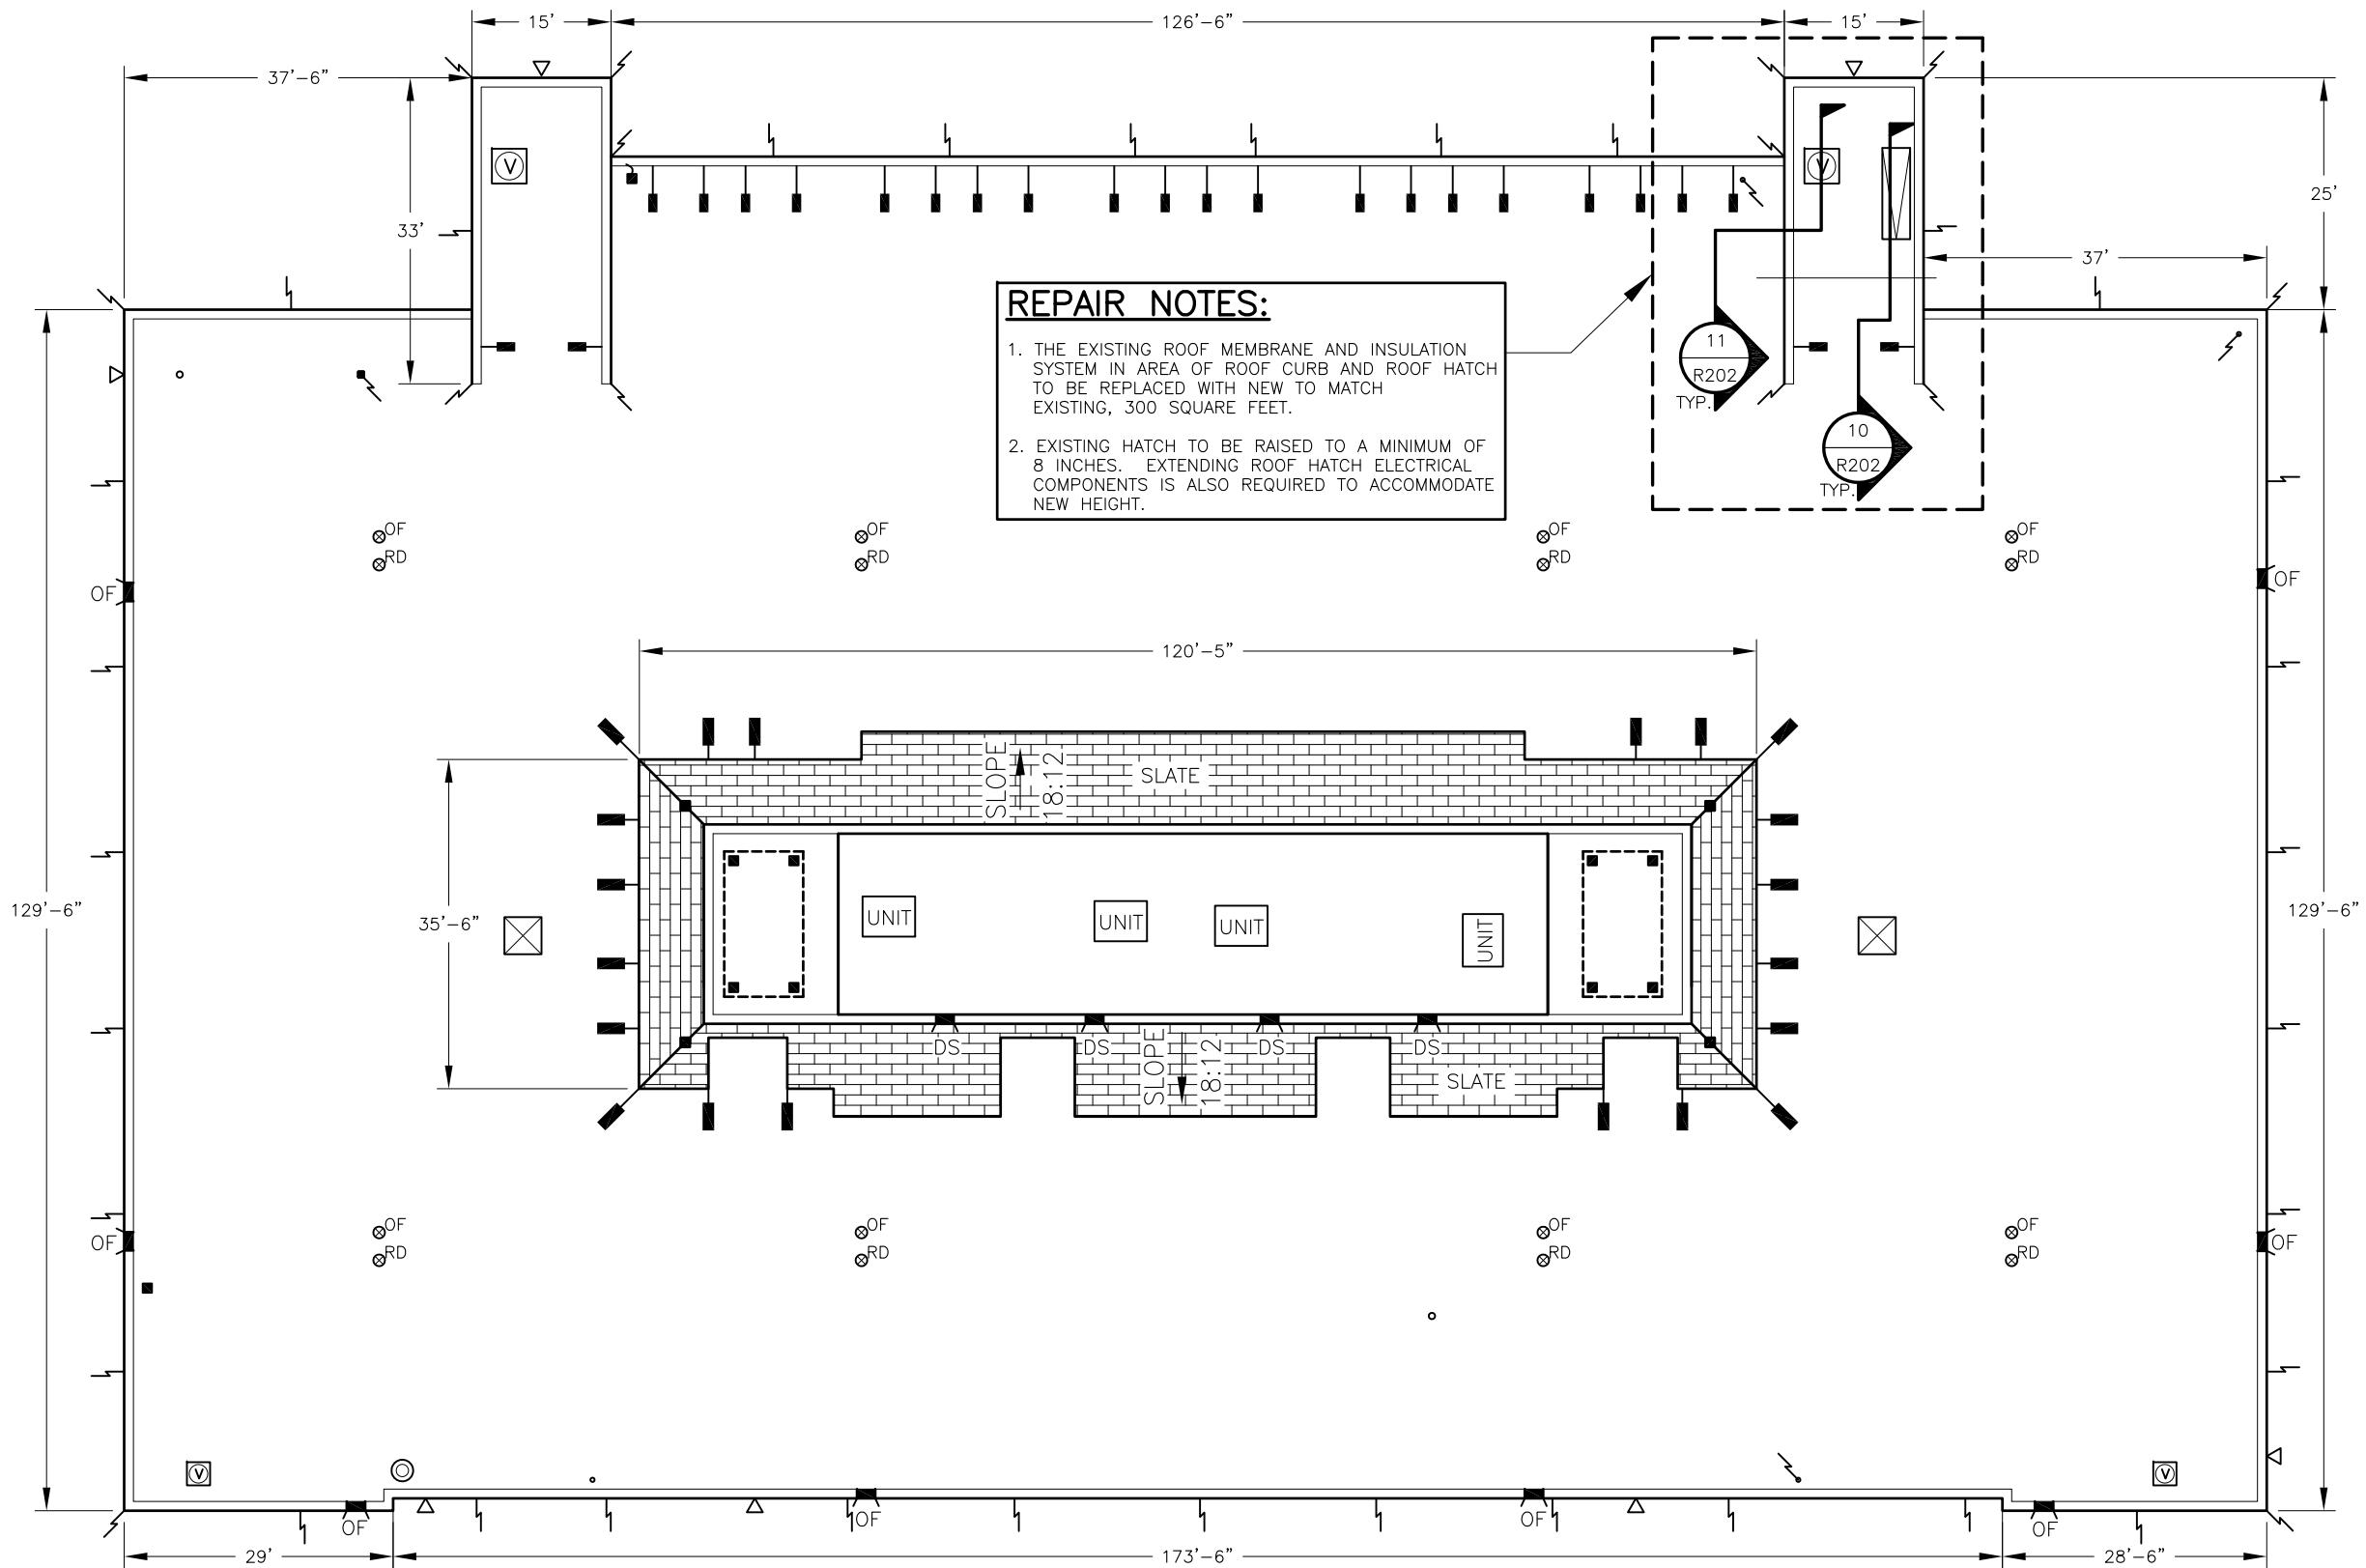 15'
126'-6"
15'
37'-6"
33'
25'
37'
V
V
REPAIR NOTES:
1. THE EXISTING ROOF MEMBRANE AND INSULATION
SYSTEM IN AREA OF ROOF CURB AND ROOF HATCH
TO BE REPLACED WITH NEW TO MATCH
EXISTING, 300 SQUARE FEET.
2. EXISTING HATCH TO BE RAISED TO A MINIMUM OF
8 INCHES. EXTENDING ROOF HATCH ELECTRICAL
COMPONENTS IS ALSO REQUIRED TO ACCOMMODATE
NEW HEIGHT.
11
R202
TYP.
10
R202
TYP.
OF
OF
OF
OF
RD
RD
RD
RD
OF
OF
120'-5"
SLOPE
18:12
SLATE
129'-6"
35'-6"
UNIT
UNIT
UNIT
UNIT
129'-6"
DS
DS
DS
DS
SLOPE
18:12
SLATE
OF
OF
OF
OF
RD
RD
RD
RD
OF
OF
V
V
OF
OF
OF
OF
29'
173'-6"
28'-6"